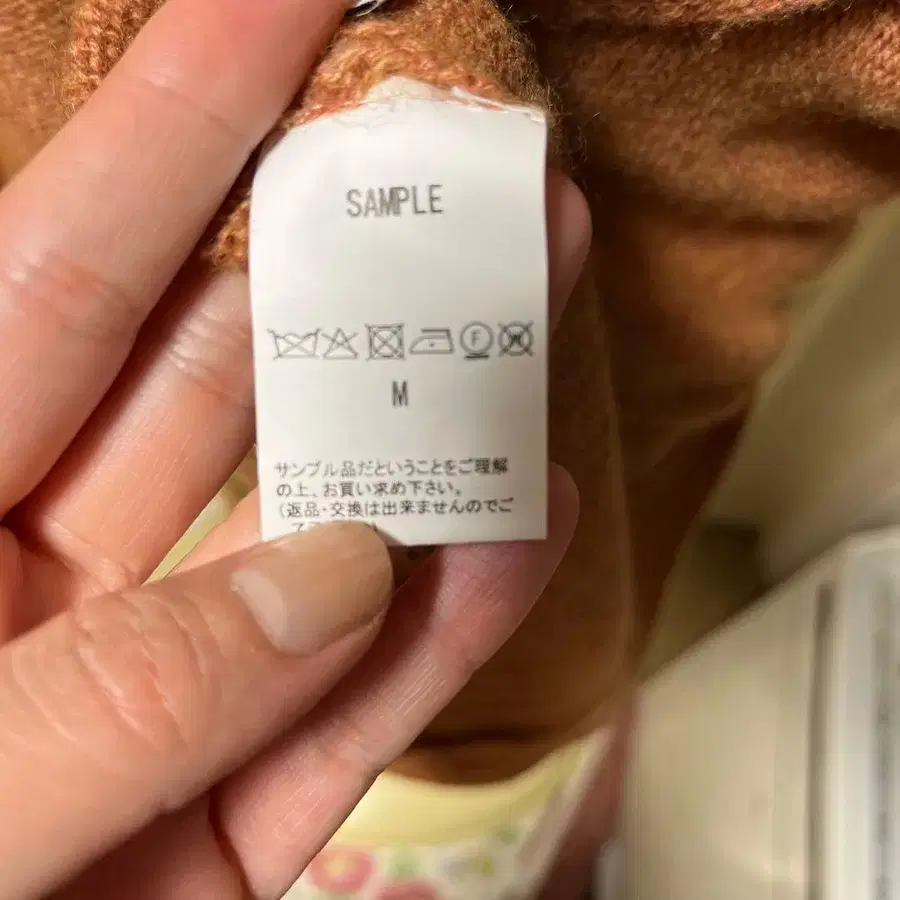 SAMPLE
F W
M
サンプル品だということをご理解
の上、お買い求め下さい。
(返品・交換は出来ませんのでご